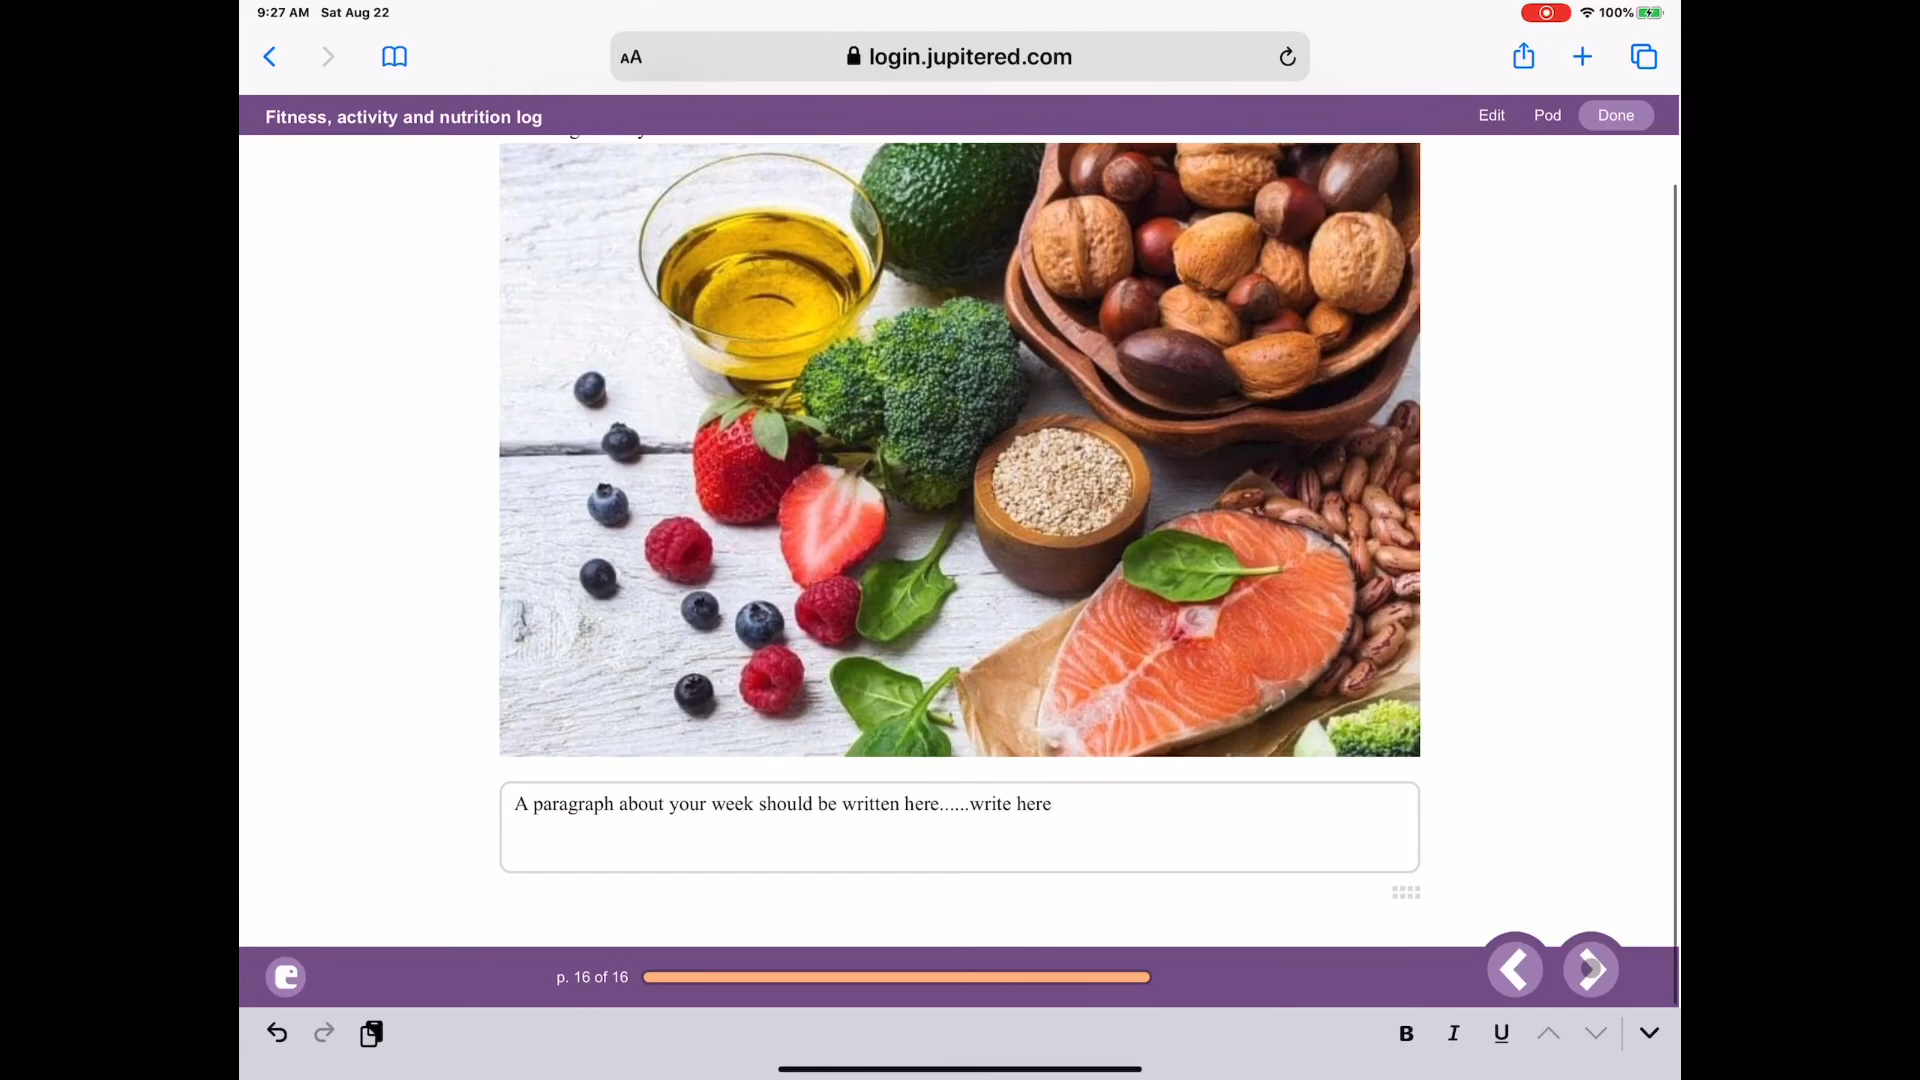 9:27 AM Sat Aug 22
100%
AA
login.jupitered.com
Fitness, activity and nutrition log
Edit
Pod
Done
A paragraph about your week should be written here......write here
p. 16 of 16
B I U